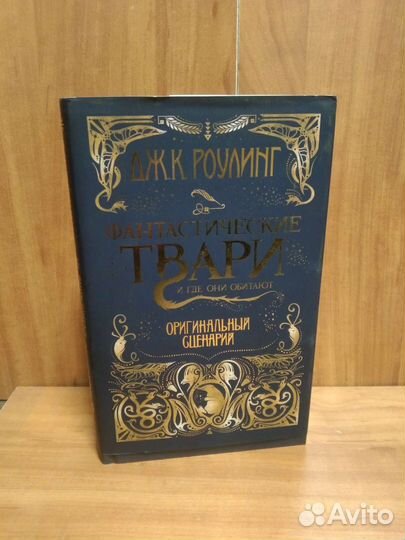 ДЖ.К. РОУЛИНГ
ФАНТАСТИЧЕСКИЕ
ТВАРИ
И ГДЕ ОНИ ОБИТАЮТ
ОРИГИНАЛЬНЫЙ
СЦЕНАРИЙ
Avito